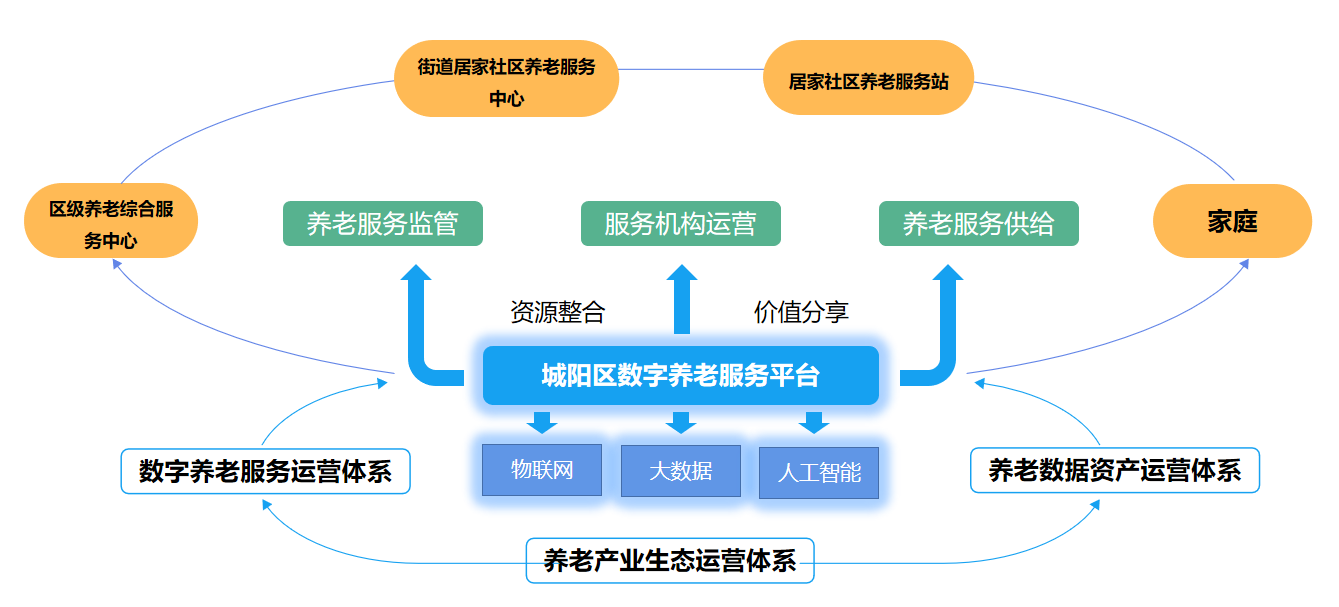 街道居家社区养老服务
中心
居家社区养老服务站
区级养老综合服
务中心
家庭
养老服务监管
服务机构运营
养老服务供给
资源整合
价值分享
城阳区数字养老服务平台
物联网
大数据
人工智能
数字养老服务运营体系
养老数据资产运营体系
养老产业生态运营体系